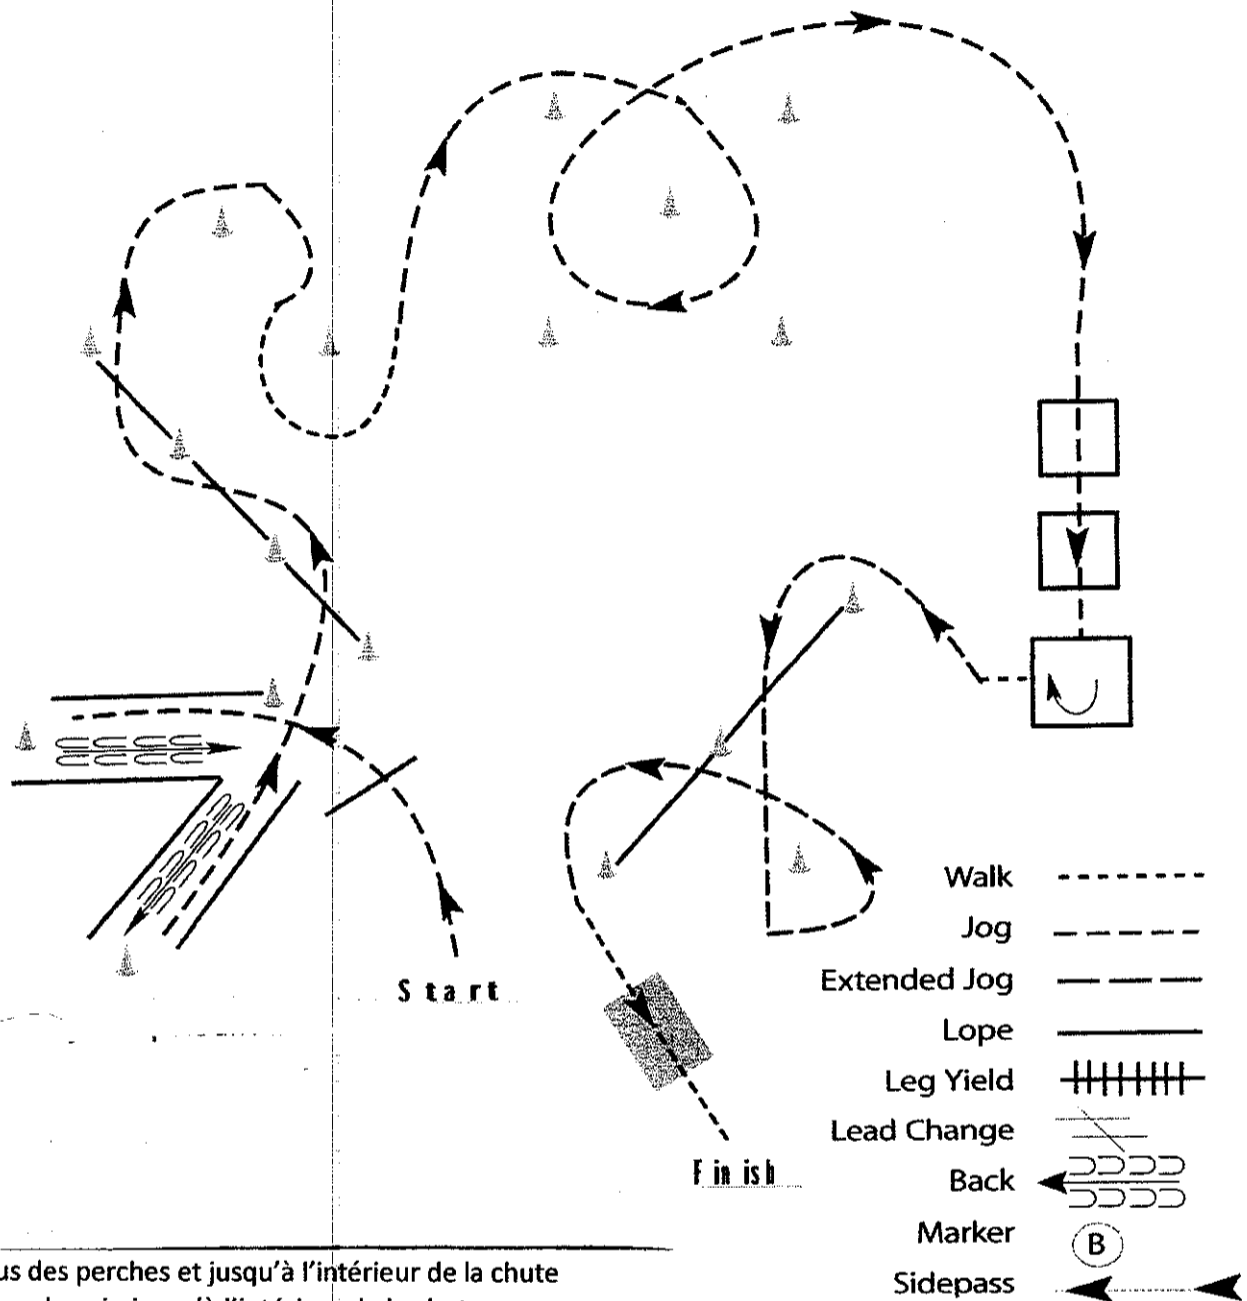 Start
Walk
Jog
Extended Jog
Lope
Leg Yield
Lead Change
Back
Marker
B
Sidepass
Finish
us des perches et jusqu'à l'intérieur de la chute